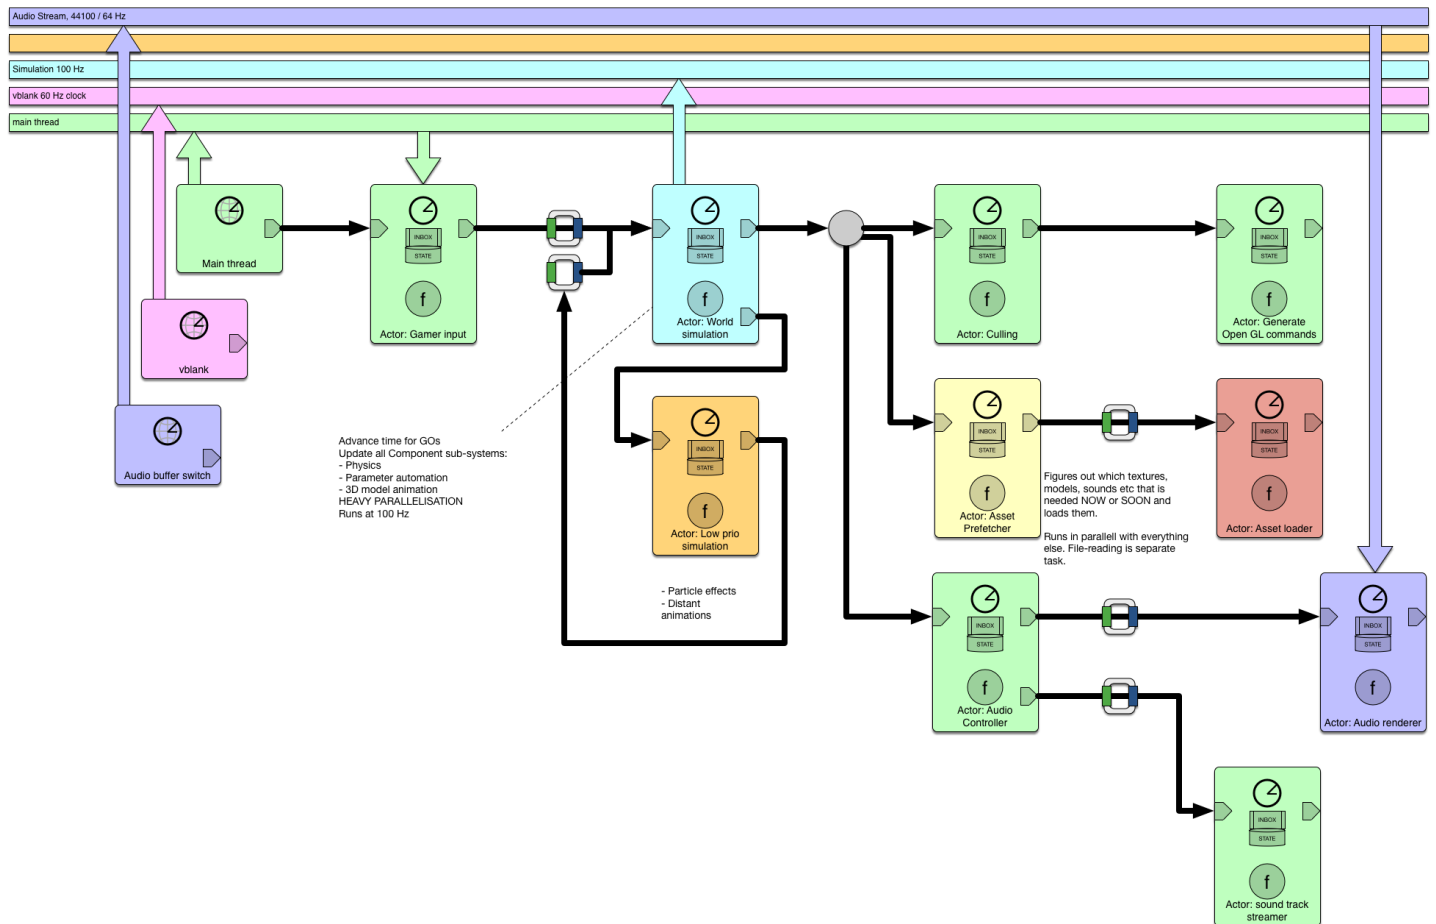 Audio Stream, 44100 / 64 Hz
Simulation 100 Hz
vblank 60 Hz clock
main thread
Main thread
INBOX
STATE
f
Actor: Gamer input
INBOX
STATE
f
Actor: World
simulation
INBOX
STATE
f
Actor: Culling
INBOX
STATE
f
Actor: Generate
Open GL commands
vblank
Audio buffer switch
Advance time for GOs
Update all Component sub-systems:
- Physics
- Parameter automation
- 3D model animation
HEAVY PARALLELISATION
Runs at 100 Hz
INBOX
STATE
f
Actor: Low prio
simulation
- Particle effects
- Distant
animations
INBOX
STATE
f
Actor: Asset
Prefetcher
Figures out which textures,
models, sounds etc that is
needed NOW or SOON and
loads them.
Runs in parallell with everything
else. File-reading is separate
task.
INBOX
STATE
f
Actor: Asset loader
INBOX
STATE
f
Actor: Audio
Controller
INBOX
STATE
f
Actor: Audio renderer
INBOX
STATE
f
Actor: sound track
streamer